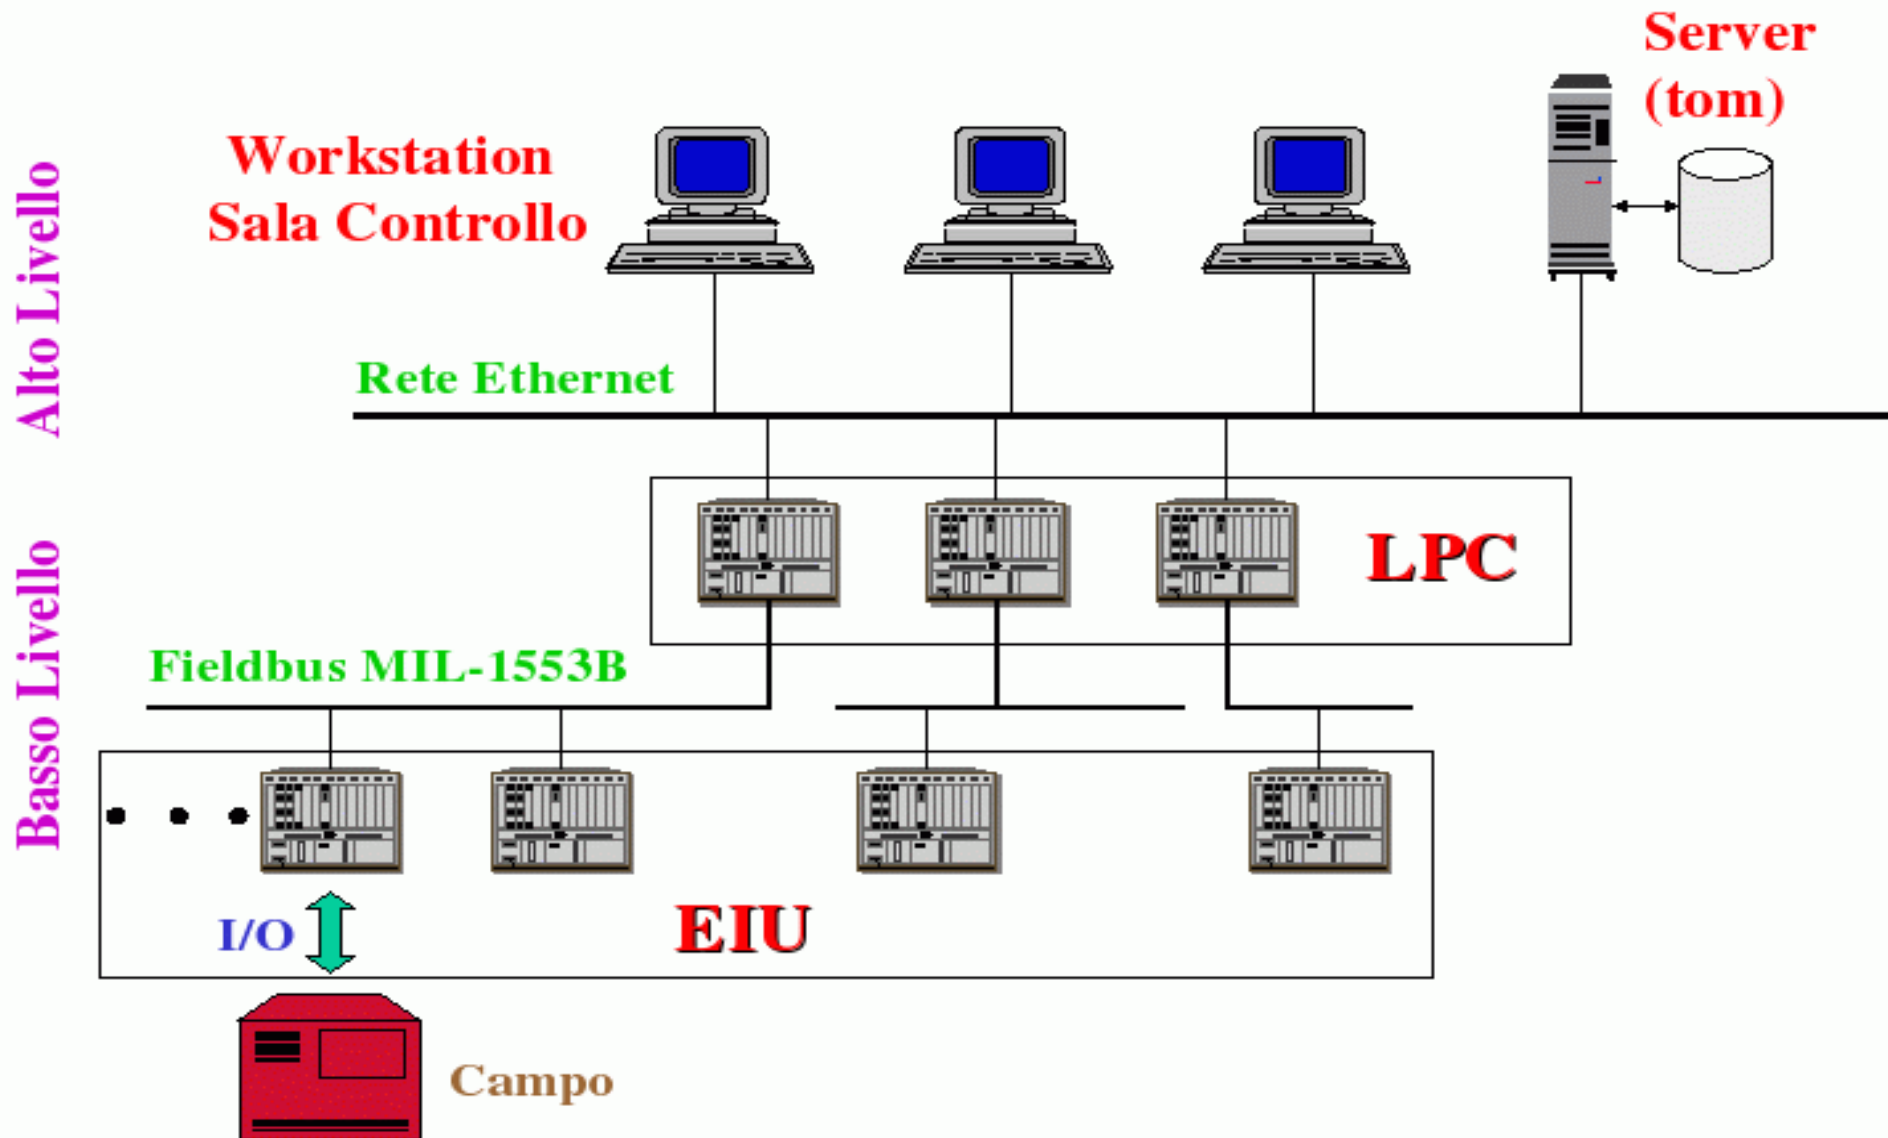 Server
(tom)
Workstation
Sala Controllo
Alto Livello
Rete Ethernet
LPC
Basso Livello
Fieldbus MIL-1553B
I/O
EIU
Campo